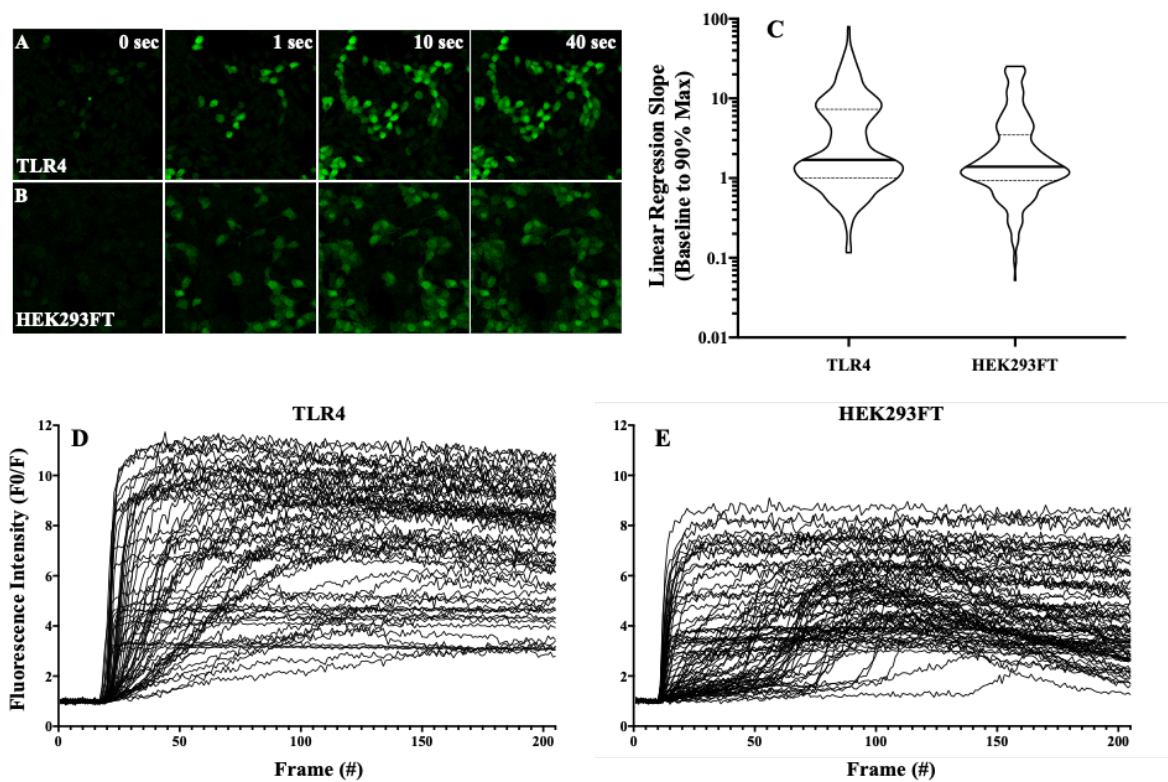 A 0 sec 1 sec 10 sec 40 sec
TLR4
B
HEK293FT
C
Linear Regression Slope
(Baseline to 90% Max)
100
10
1
0.1
0.01
TLR4 HEK293FT
TLR4
D
Fluorescence Intensity (F0/F)
12
10
8
6
4
2
0
0 50 100 150 200
Frame (#)
HEK293FT
E
12
10
8
6
4
2
0
0 50 100 150 200
Frame (#)